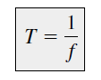 T = 1/f